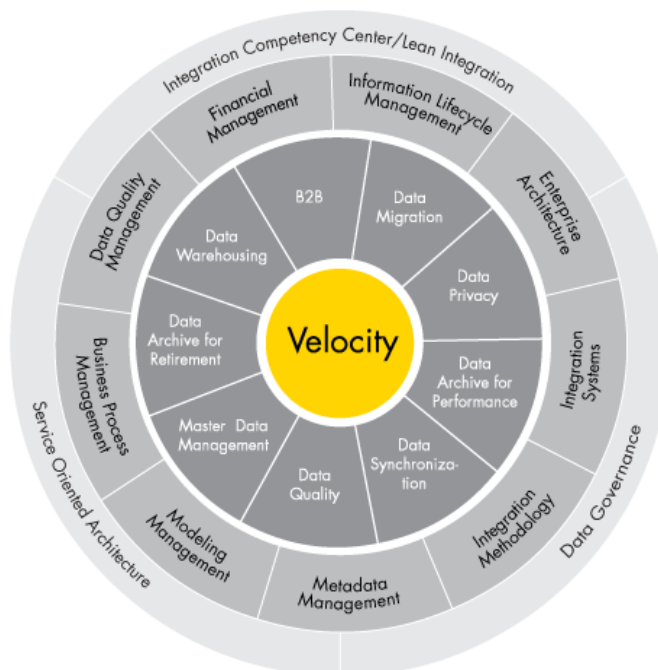 Integration Competency Center/Lean Integration
Financial
Management
Information Lifecycle
Management
Enterprise
Architecture
Integration
Systems
Integration
Methodology
Metadata
Management
Modeling
Management
Business Process
Management
Data Quality
Management
Data Governance
Service Oriented Architecture
B2B
Data
Migration
Data
Privacy
Data
Archive for
Performance
Data
Synchroniza-
tion
Data
Quality
Master Data
Management
Data
Archive for
Retirement
Data
Warehousing
Velocity